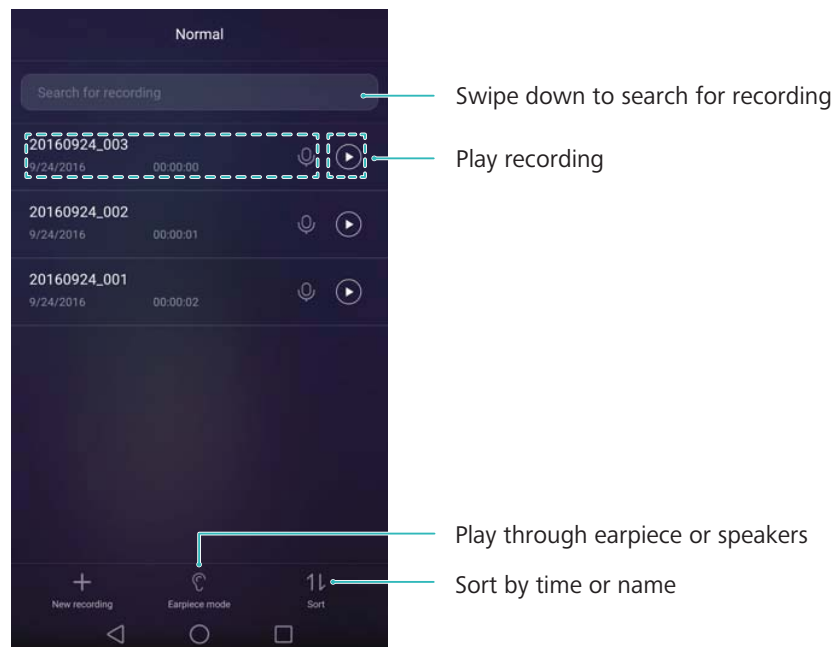 Normal
Search for recording
Swipe down to search for recording
20160924_003
9/24/2016 00:00:00
Play recording
20160924_002
9/24/2016 00:00:01
20160924_001
9/24/2016 00:00:02
Play through earpiece or speakers
New recording
Earpiece mode
Sort
Sort by time or name